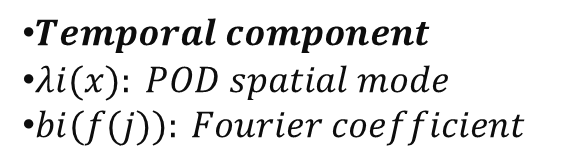 •Temporal component
•λi(x): POD spatial mode
•bi(f(j)): Fourier coefficient